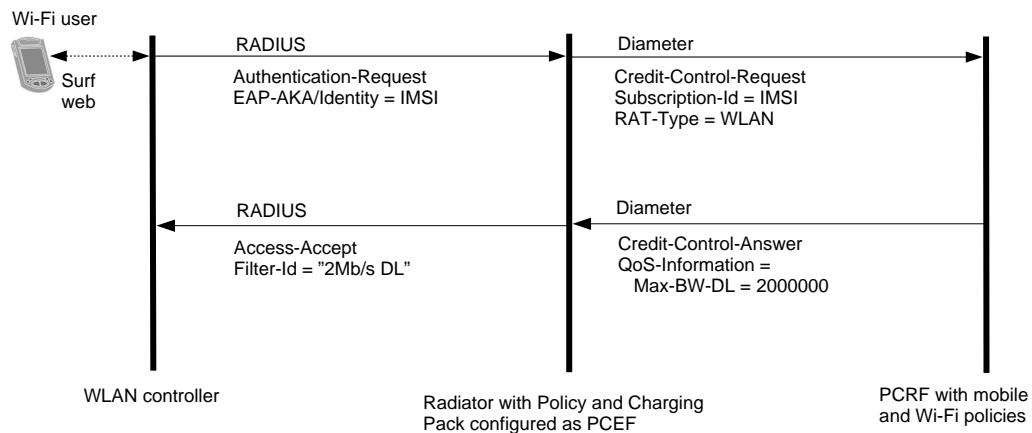 Wi-Fi user
Surf
web
RADIUS
Authentication-Request
EAP-AKA/Identity = IMSI
Diameter
Credit-Control-Request
Subscription-Id = IMSI
RAT-Type = WLAN
RADIUS
Access-Accept
Filter-Id = ”2Mb/s DL”
Diameter
Credit-Control-Answer
QoS-Information =
Max-BW-DL = 2000000
WLAN controller
Radiator with Policy and Charging
Pack configured as PCEF
PCRF with mobile
and Wi-Fi policies